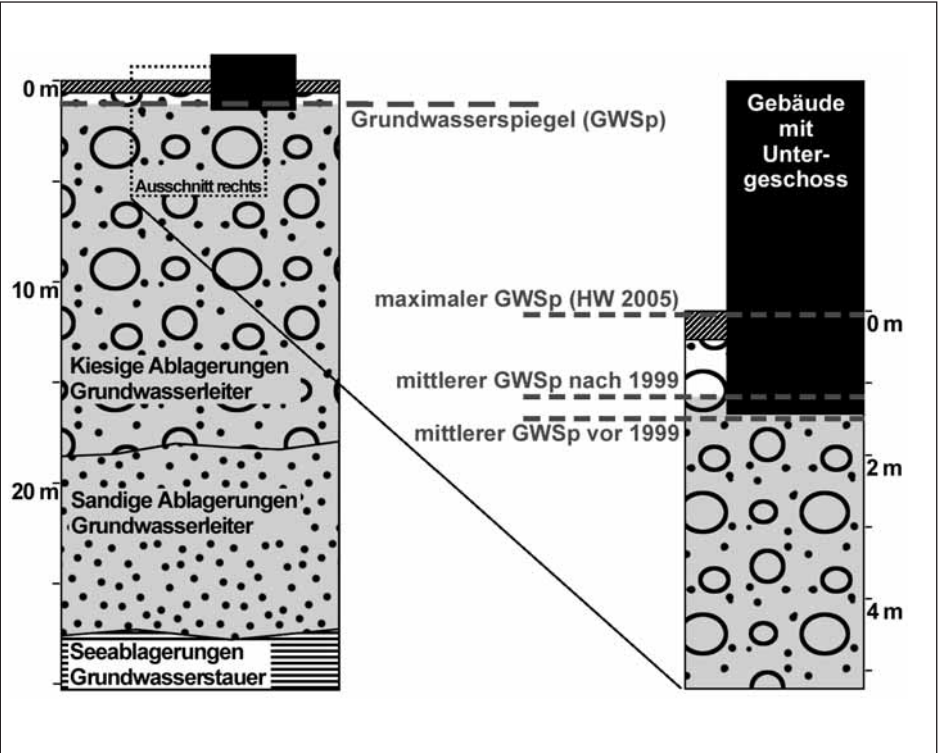 0 m
Grundwasserspiegel (GWSp)
Ausschnitt rechts
10 m
Kiesige Ablagerungen
Grundwasserleiter
20 m
Sandige Ablagerungen
Grundwasserleiter
Seeablagerungen
Grundwasserstauer
Gebäude
mit
Unter-
geschoss
maximaler GWSp (HW 2005)
0 m
mittlerer GWSp nach 1999
mittlerer GWSp vor 1999
2 m
4 m